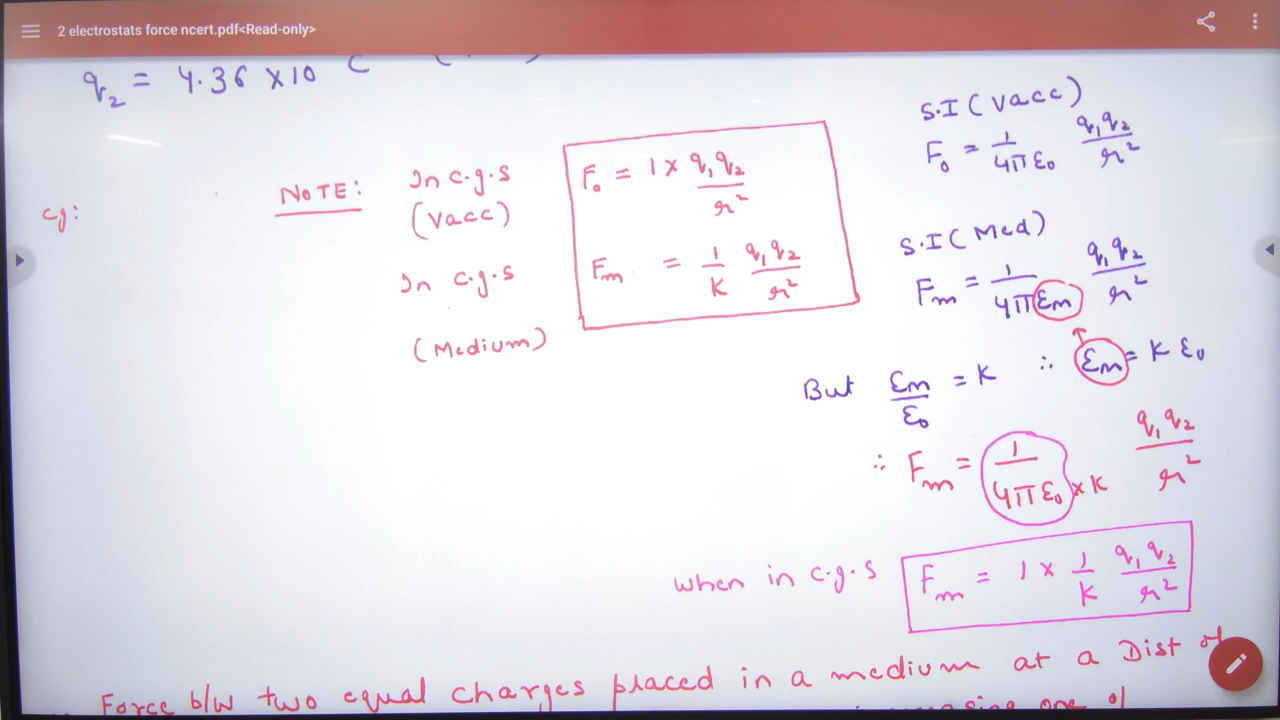 2 electrostats force ncert.pdf<Read-only>
q₂ = 4.36 × 10 C
S.I (Vacc)
F₀ = 1/4πε₀ q₁q₂/r²
eg:
NOTE: In c.g.s (Vacc) F₀ = 1 × q₁q₂/r²
In c.g.s (Medium) Fm = 1/K q₁q₂/r²
S.I (Med)
Fm = 1/4πεm q₁q₂/r²
But εm/ε₀ = K ∴ εm = K ε₀
∴ Fm = 1/4πε₀ × K q₁q₂/r²
when in c.g.s Fm = 1 × 1/K q₁q₂/r²
Force b/w two equal charges placed in a medium at a Dist of
one of